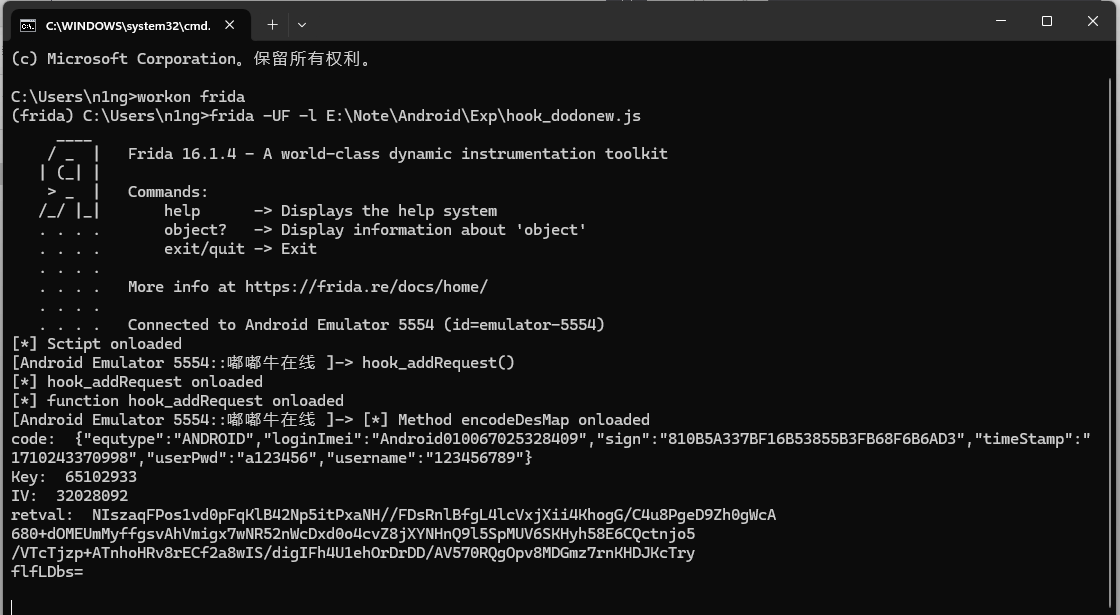 C:\WINDOWS\system32\cmd.
(c) Microsoft Corporation。保留所有权利。
C:\Users\n1ng>workon frida
(frida) C:\Users\n1ng>frida -UF -l E:\Note\Android\Exp\hook_dodonew.js
     ____
    / _  |   Frida 16.1.4 - A world-class dynamic instrumentation toolkit
   | (_| |
    > _  |   Commands:
   /_/ |_|       help      -> Displays the help system
   . . . .       object?   -> Display information about 'object'
   . . . .       exit/quit -> Exit
   . . . .
   . . . .   More info at https://frida.re/docs/home/
   . . . .
   . . . .   Connected to Android Emulator 5554 (id=emulator-5554)
[*] Sctipt onloaded
[Android Emulator 5554::嘟嘟牛在线 ]-> hook_addRequest()
[*] hook_addRequest onloaded
[*] function hook_addRequest onloaded
[Android Emulator 5554::嘟嘟牛在线 ]-> [*] Method encodeDesMap onloaded
code:  {"equtype":"ANDROID","loginImei":"Android010067025328409","sign":"810B5A337BF16B53855B3FB68F6B6AD3","timeStamp":"
1710243370998","userPwd":"a123456","username":"123456789"}
Key:  65102933
IV:  32028092
retval:  NIszaqFPos1vd0pFqKlB42Np5itPxaNH//FDsRnlBfgL4lcVxjXii4KhogG/C4u8PgeD9Zh0gWcA
680+dOMEUmMyffgsvAhVmigx7wNR52nWcDxd0o4cvZ8jXYNHnQ9l5SpMUV6SKHyh58E6CQctnjo5
/VTcTjzp+ATnhoHRv8rECf2a8wIS/digIFh4U1ehOrDrDD/AV570RQgOpv8MDGmz7rnKHDJKcTry
flfLDbs=